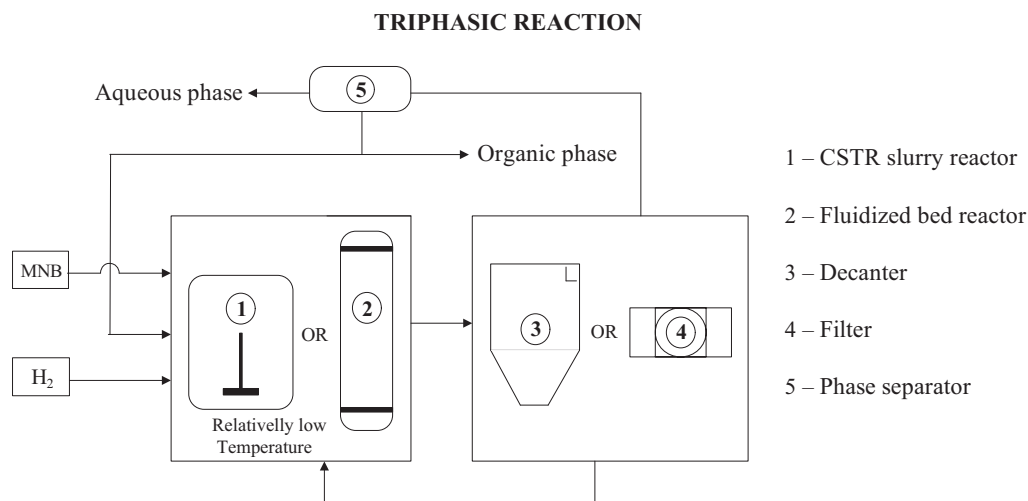 TRIPHASIC REACTION
5
Aqueous phase
Organic phase
MNB
H₂
1
OR
2
Relativelly low
Temperature
3
OR
4
1 – CSTR slurry reactor
2 – Fluidized bed reactor
3 – Decanter
4 – Filter
5 – Phase separator